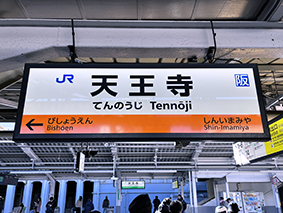 JR 天王寺 阪
てんのうじ Tennōji
← びしょうえん しんいまみや
Bishōen Shin-Imamiya